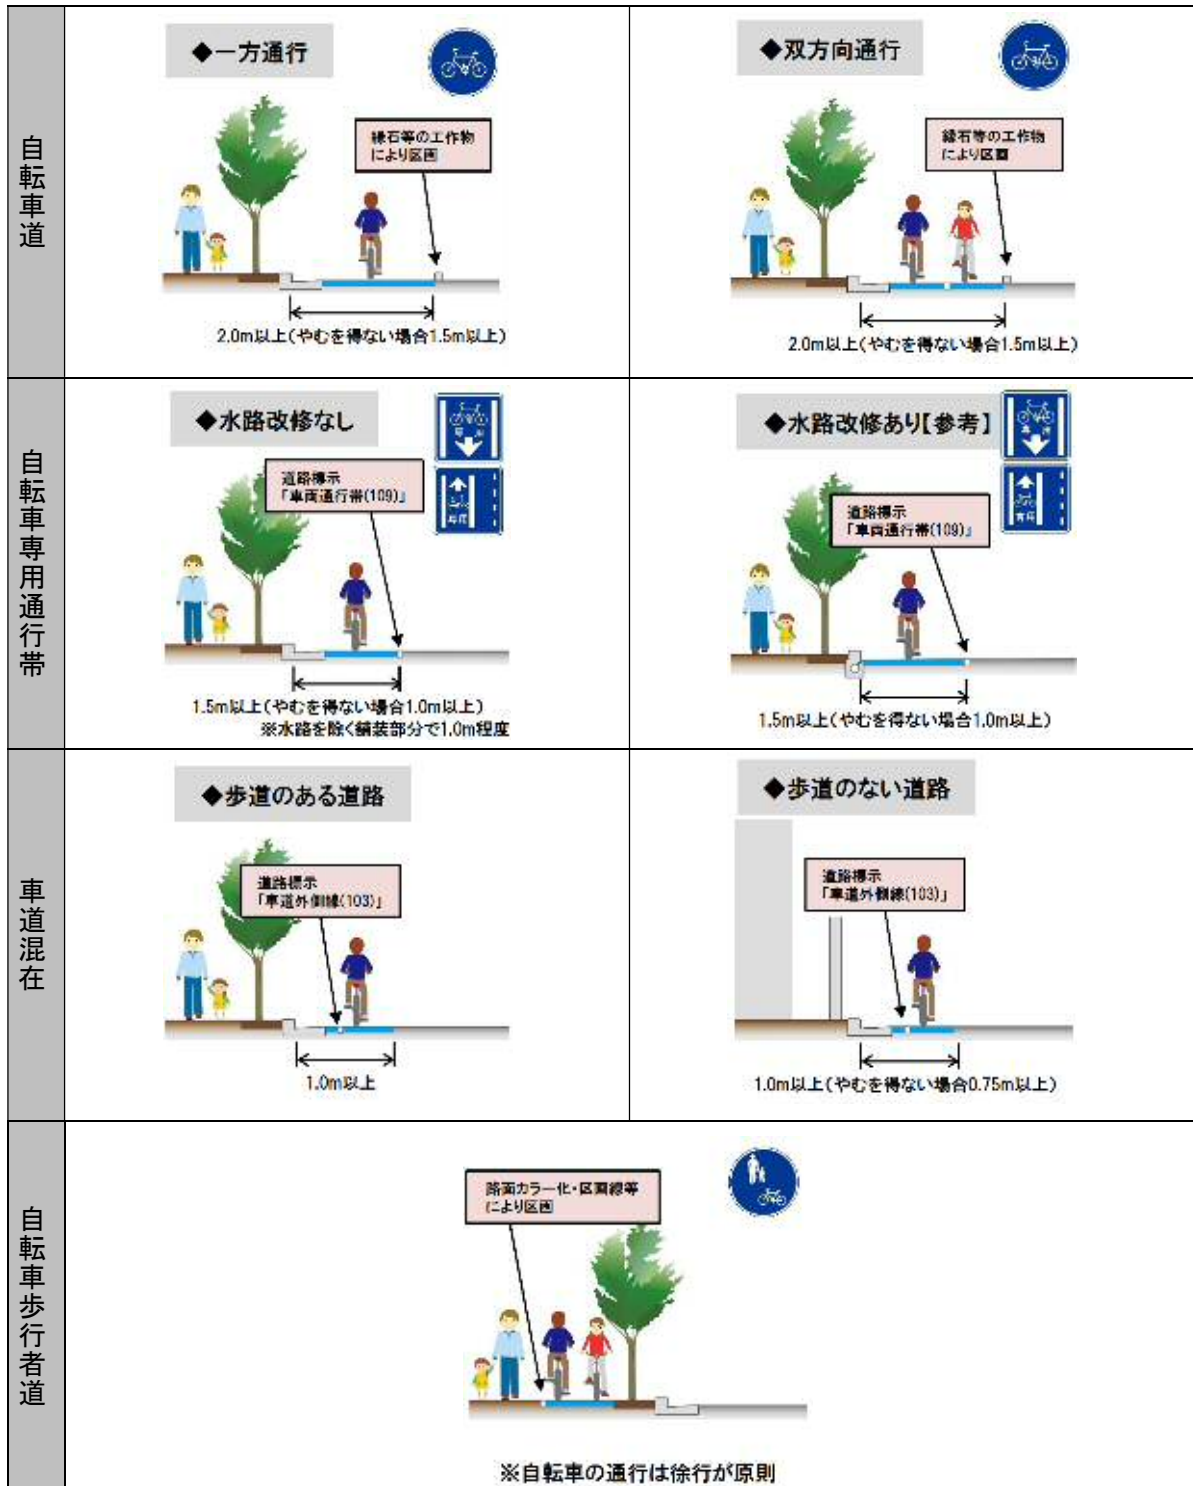 自転車道
◆一方通行
縁石等の工作物
により区画
2.0m以上(やむを得ない場合1.5m以上)
◆双方向通行
縁石等の工作物
により区画
2.0m以上(やむを得ない場合1.5m以上)
自転車専用通行帯
◆水路改修なし
専用
専用
道路標示
「車両通行帯(109)」
1.5m以上(やむを得ない場合1.0m以上)
※水路を除く舗装部分で1.0m程度
◆水路改修あり【参考】
専用
専用
道路標示
「車両通行帯(109)」
1.5m以上(やむを得ない場合1.0m以上)
車道混在
◆歩道のある道路
道路標示
「車道外側線(103)」
1.0m以上
◆歩道のない道路
道路標示
「車道外側線(103)」
1.0m以上(やむを得ない場合0.75m以上)
自転車歩行者道
路面カラー化・区画線等
により区画
※自転車の通行は徐行が原則